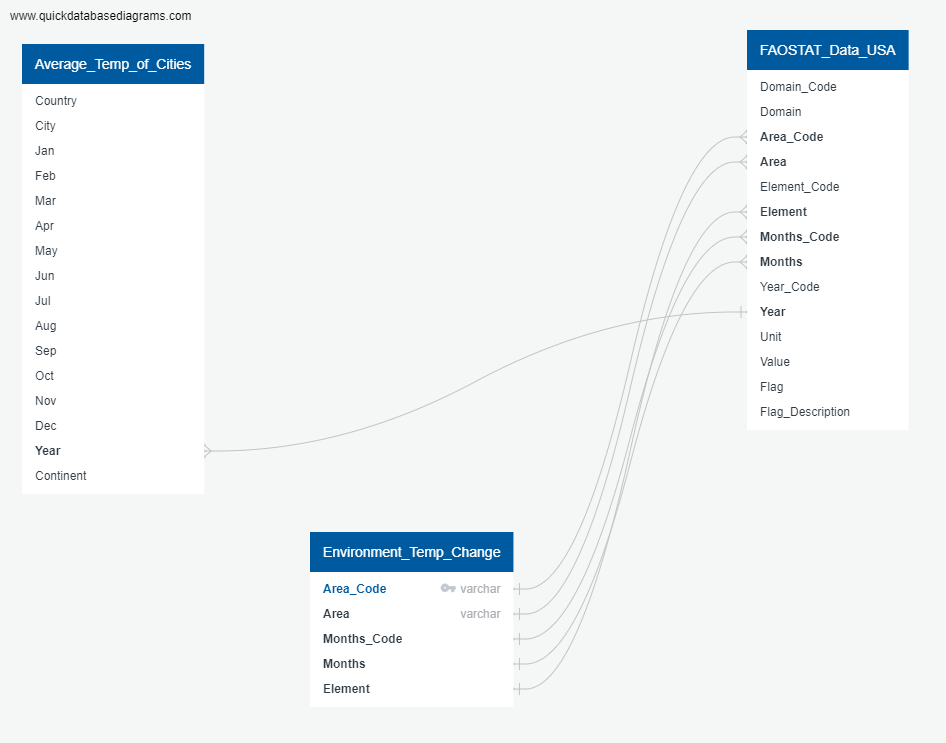 www.quickdatabasediagrams.com
Average_Temp_of_Cities
Country
City
Jan
Feb
Mar
Apr
May
Jun
Jul
Aug
Sep
Oct
Nov
Dec
Year
Continent
FAOSTAT_Data_USA
Domain_Code
Domain
Area_Code
Area
Element_Code
Element
Months_Code
Months
Year_Code
Year
Unit
Value
Flag
Flag_Description
Environment_Temp_Change
Area_Code varchar
Area varchar
Months_Code
Months
Element